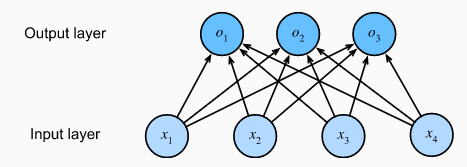 Output layer o₁ o₂ o₃
Input layer x₁ x₂ x₃ x₄